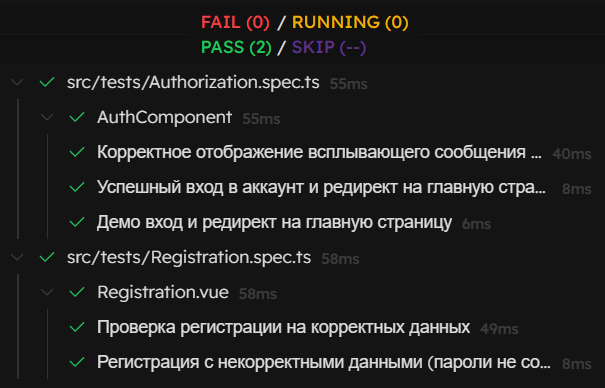 FAIL (0) / RUNNING (0)
PASS (2) / SKIP (--)
src/tests/Authorization.spec.ts 55ms
AuthComponent 55ms
Корректное отображение всплывающего сообщения ... 40ms
Успешный вход в аккаунт и редирект на главную стра... 8ms
Демо вход и редирект на главную страницу 6ms
src/tests/Registration.spec.ts 58ms
Registration.vue 58ms
Проверка регистрации на корректных данных 49ms
Регистрация с некорректными данными (пароли не со... 8ms